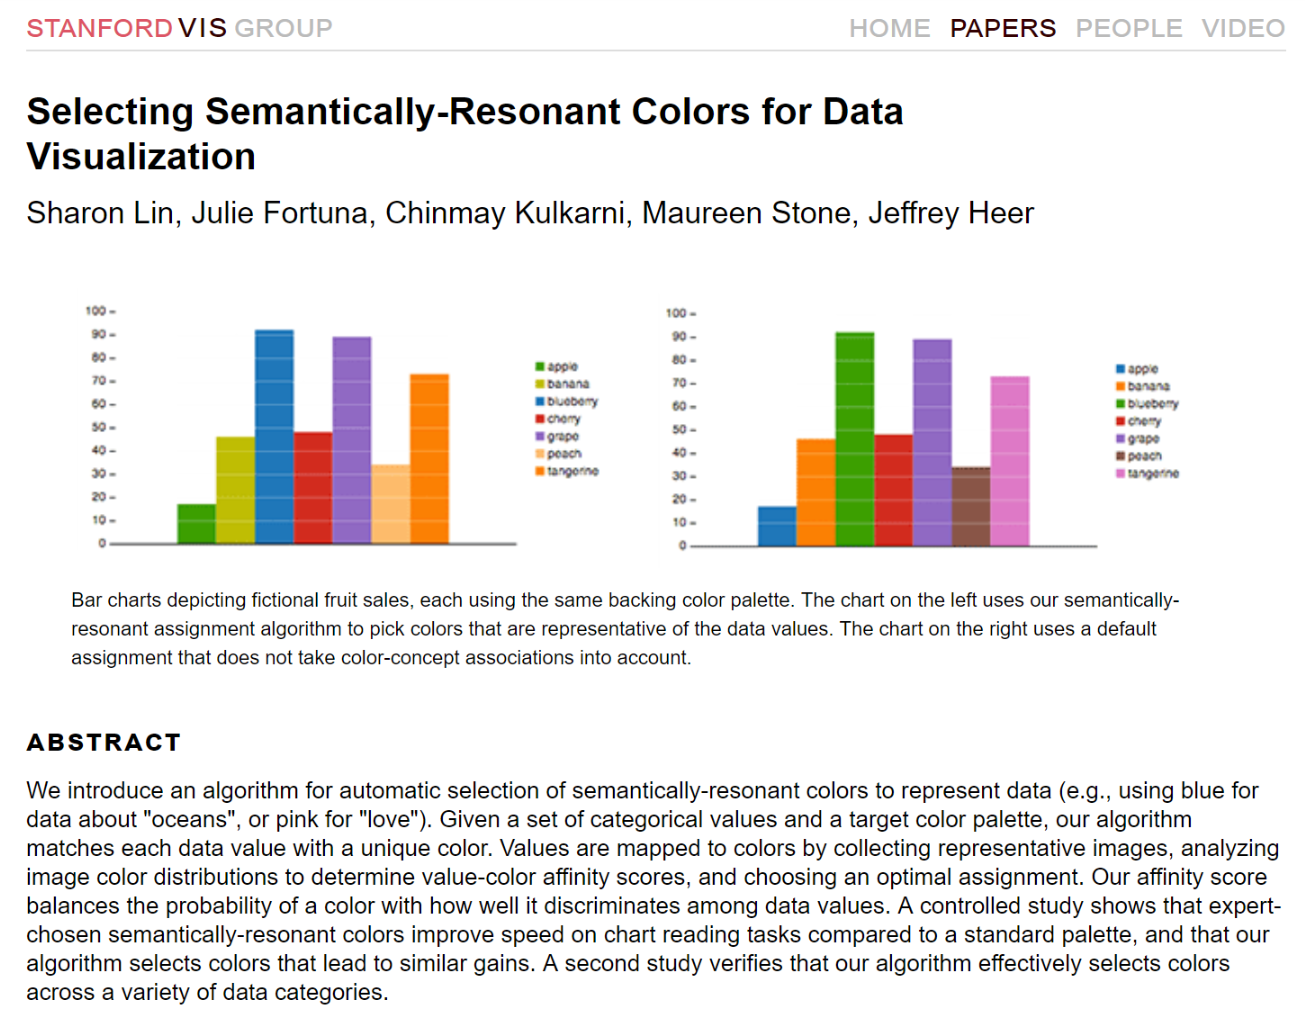 STANFORD VIS GROUP
HOME PAPERS PEOPLE VIDEO
Selecting Semantically-Resonant Colors for Data
Visualization
Sharon Lin, Julie Fortuna, Chinmay Kulkarni, Maureen Stone, Jeffrey Heer
100
90
80
70
60
50
40
30
20
10
0
apple
banana
blueberry
cherry
grape
peach
tangerine
100
90
80
70
60
50
40
30
20
10
0
apple
banana
blueberry
cherry
grape
peach
tangerine
Bar charts depicting fictional fruit sales, each using the same backing color palette. The chart on the left uses our semantically-
resonant assignment algorithm to pick colors that are representative of the data values. The chart on the right uses a default
assignment that does not take color-concept associations into account.
ABSTRACT
We introduce an algorithm for automatic selection of semantically-resonant colors to represent data (e.g., using blue for
data about "oceans", or pink for "love"). Given a set of categorical values and a target color palette, our algorithm
matches each data value with a unique color. Values are mapped to colors by collecting representative images, analyzing
image color distributions to determine value-color affinity scores, and choosing an optimal assignment. Our affinity score
balances the probability of a color with how well it discriminates among data values. A controlled study shows that expert-
chosen semantically-resonant colors improve speed on chart reading tasks compared to a standard palette, and that our
algorithm selects colors that lead to similar gains. A second study verifies that our algorithm effectively selects colors
across a variety of data categories.